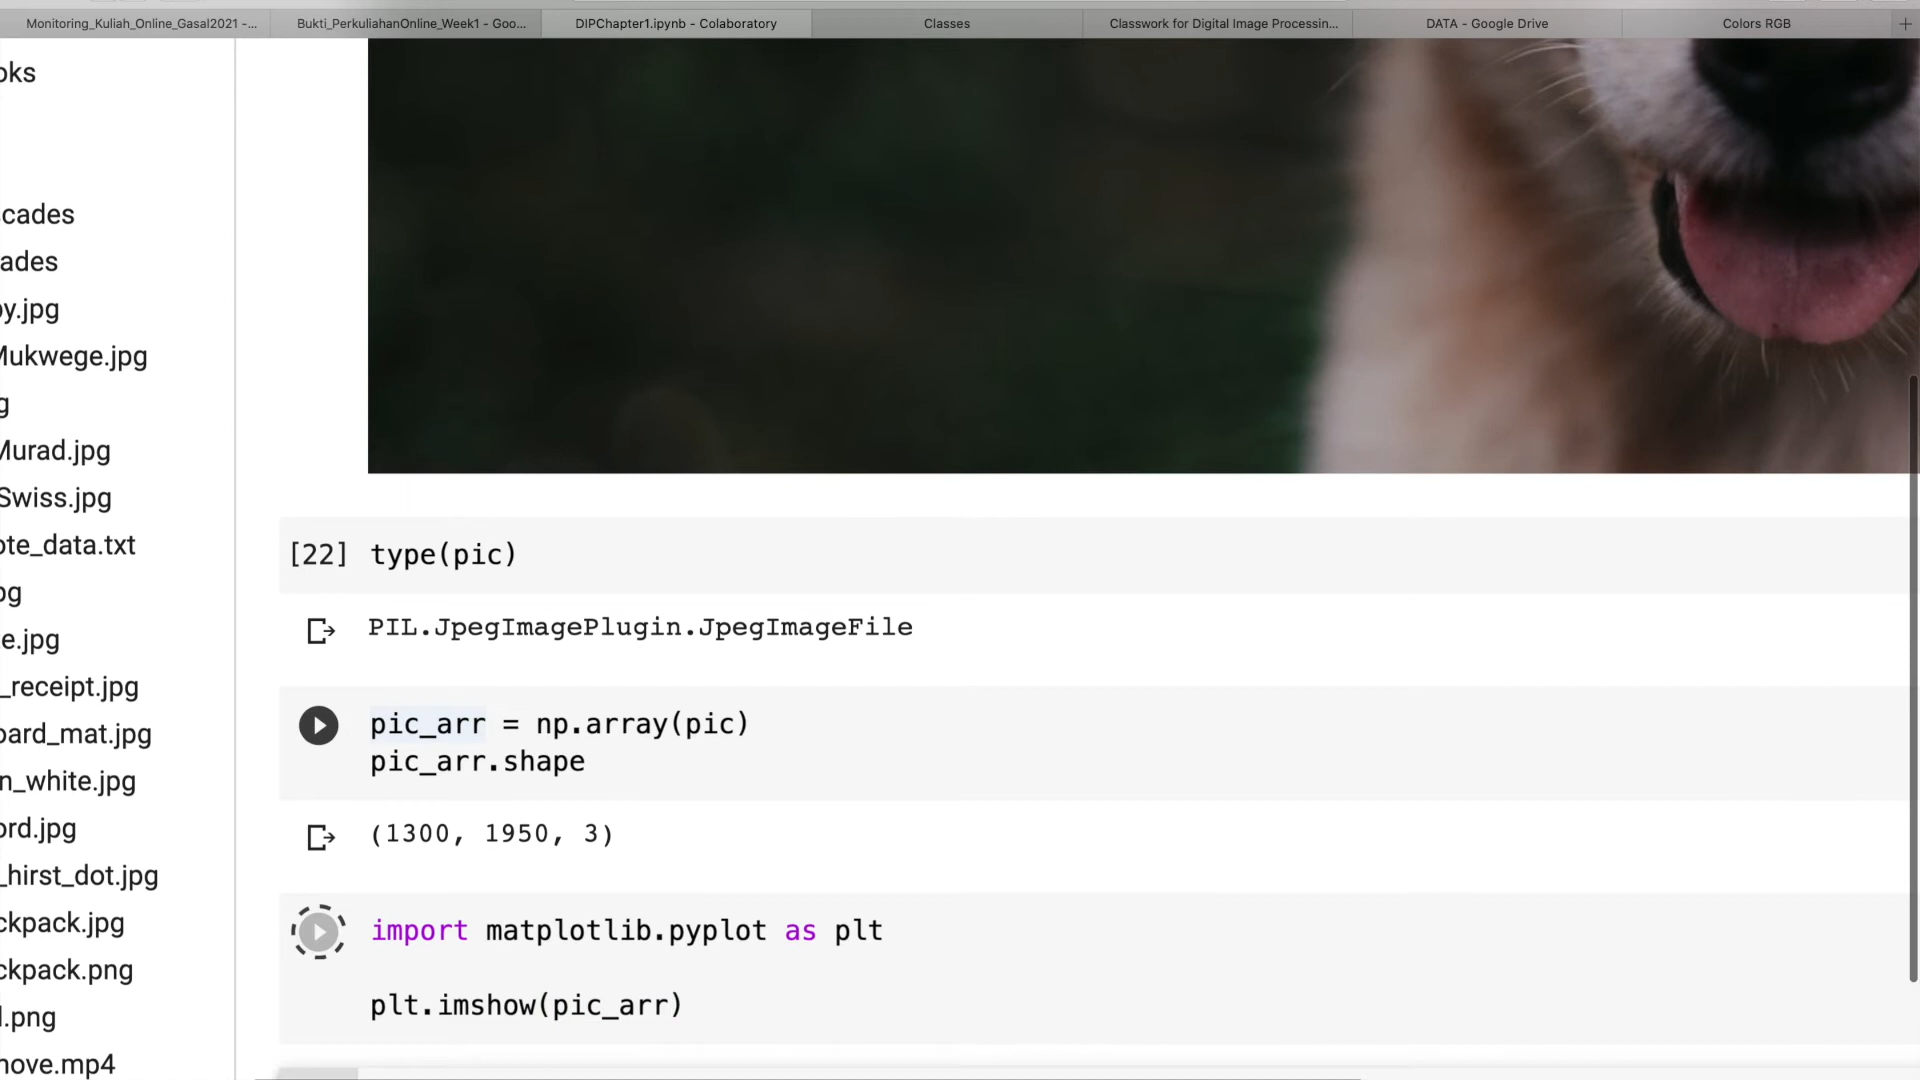 Monitoring_Kuliah_Online_Gasal2021 -...
Bukti_PerkuliahanOnline_Week1 - Goo...
DIPChapter1.ipynb - Colaboratory
Classes
Classwork for Digital Image Processin...
DATA - Google Drive
Colors RGB
oks
cades
ades
by.jpg
Mukwege.jpg
g
Murad.jpg
Swiss.jpg
ote_data.txt
pg
e.jpg
_receipt.jpg
oard_mat.jpg
n_white.jpg
ord.jpg
_hirst_dot.jpg
ckpack.jpg
ckpack.png
l.png
move.mp4
[22] type(pic)
PIL.JpegImagePlugin.JpegImageFile
pic_arr = np.array(pic)
pic_arr.shape
(1300, 1950, 3)
import matplotlib.pyplot as plt
plt.imshow(pic_arr)